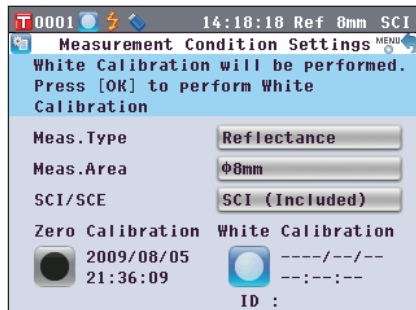 T 0001 14:18:18 Ref 8mm SCI
Measurement Condition Settings MENU
White Calibration will be performed.
Press [OK] to perform White
Calibration
Meas.Type Reflectance
Meas.Area Φ8mm
SCI/SCE SCI (Included)
Zero Calibration White Calibration
2009/08/05 ----/--/--
21:36:09 --:--:--
ID :